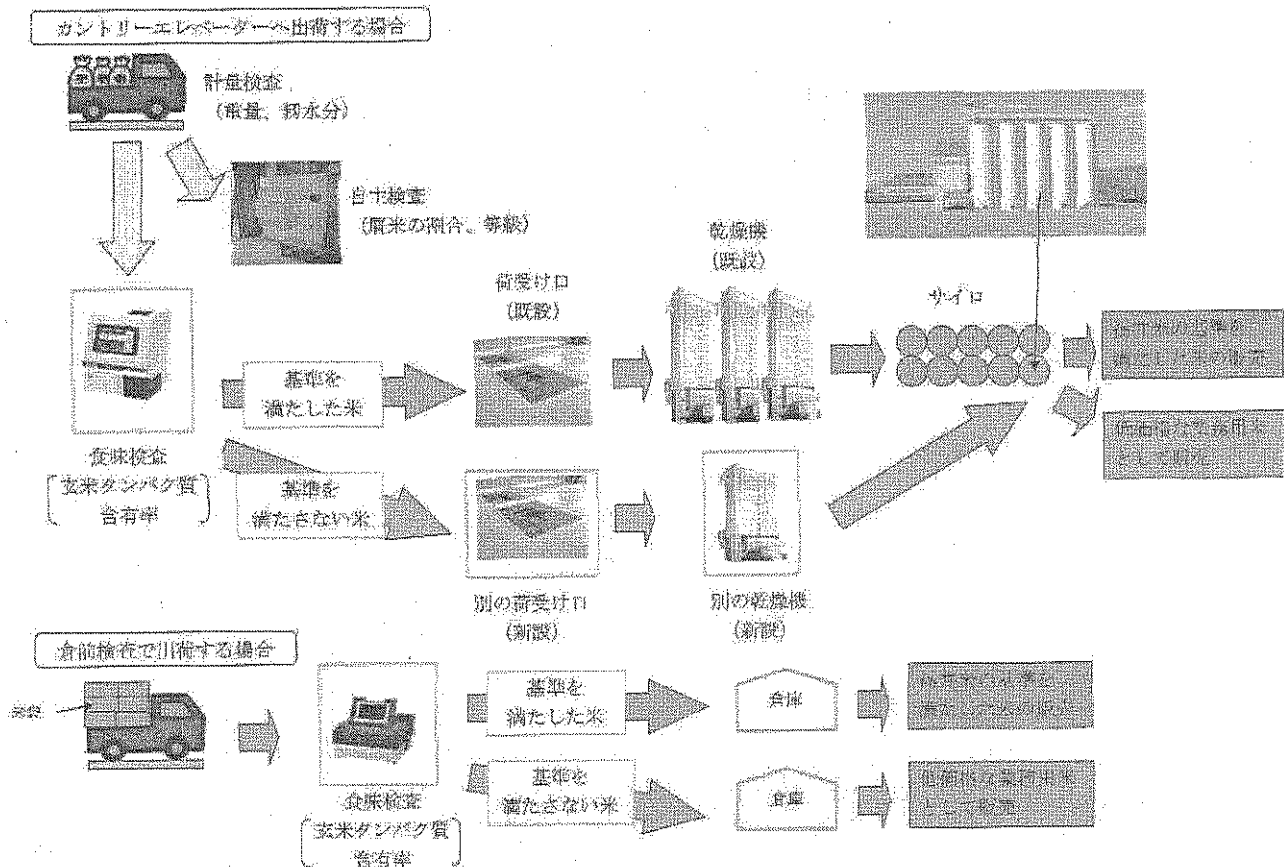 カントリーエレベーターへ出荷する場合
計量検査
(重量、籾水分)
自主検査
(屑米の割合、等級)
食味検査
玄米タンパク質
含有率
基準を
満たした米
基準を
満たさない米
荷受け口
(既設)
別の荷受け口
(新設)
乾燥機
(既設)
別の乾燥機
(新設)
サイロ
倉前検査で出荷する場合
食味検査
玄米タンパク質
含有率
基準を
満たした米
基準を
満たさない米
倉庫
倉庫